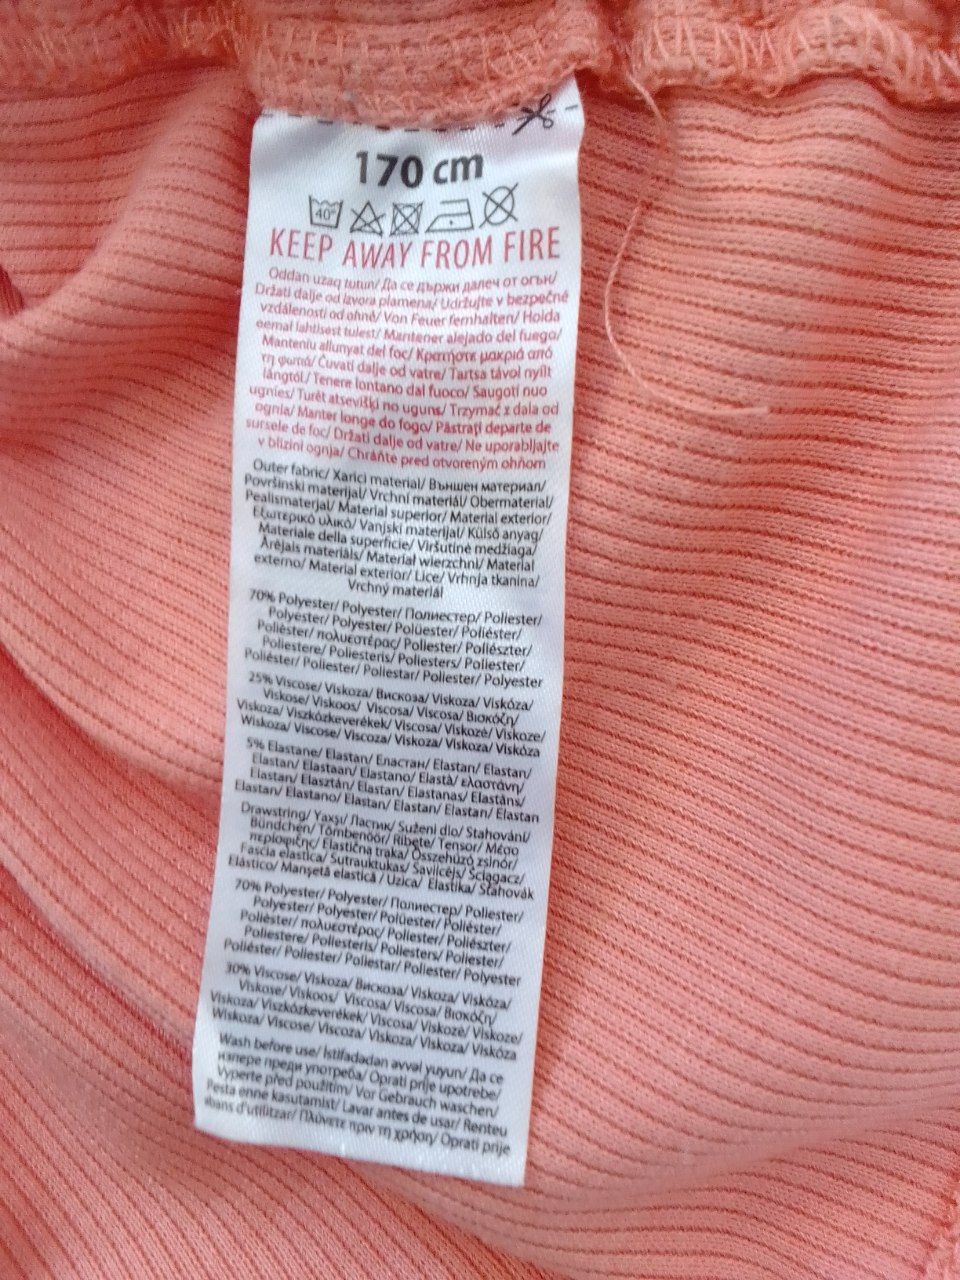 170 cm
40°
KEEP AWAY FROM FIRE
Oddan uzaq tutun/ Да се държи далеч от огън/
Držati dalje od izvora plamena/ Udržujte v bezpečné
vzdálenosti od ohně/ Von Feuer fernhalten/ Hoida
eemal lahtisest tulest/ Mantener alejado del fuego/
Manteniu allunyat del foc/ Κρατήστε μακριά από
τη φωτιά/ Čuvati dalje od vatre/ Tartsa távol nyílt
lángtól/ Tenere lontano dal fuoco/ Saugoti nuo
ugnies/ Turēt atsevišķi no uguns/ Trzymać z dala od
ognia/ Manter longe do fogo/ Păstrați departe de
sursele de foc/ Držati dalje od vatre/ Ne uporabljajte
v blizini ognja/ Chráňte pred otvoreným ohňom
Outer fabric/ Xarici material/ Външен материал/
Površinski materijal/ Vrchní materiál/ Obermaterial/
Pealismaterjal/ Material superior/ Material exterior/
Εξωτερικό υλικό/ Vanjski materijal/ Külső anyag/
Materiale della superficie/ Viršutinė medžiaga/
Ārējais materiāls/ Materiał wierzchni/ Material
externo/ Material exterior/ Lice/ Vrhnja tkanina/
Vrchný materiál
70% Polyester/ Polyester/ Полиестер/ Poliester/
Polyester/ Polyester/ Polüester/ Poliéster/
Polièster/ πολυεστέρας/ Poliester/ Poliészter/
Poliestere/ Poliesteris/ Poliesters/ Poliester/
Poliéster/ Poliester/ Poliestar/ Poliester/ Polyester
25% Viscose/ Viskoza/ Вискоза/ Viskoza/ Viskóza/
Viskose/ Viskoos/ Viscosa/ Viscosa/ Βισκόζη/
Viskoza/ Viszkózkeverékek/ Viscosa/ Viskozė/ Viskoze/
Wiskoza/ Viscose/ Viscoza/ Viskoza/ Viskoza/ Viskóza
5% Elastane/ Elastan/ Еластан/ Elastan/ Elastan/
Elastan/ Elastaan/ Elastano/ Elastà/ ελαστάνη/
Elastan/ Elasztán/ Elastan/ Elastanas/ Elastāns/
Elastan/ Elastano/ Elastan/ Elastan/ Elastan/ Elastan
Drawstring/ Yaxşı/ Ластик/ Suženi dio/ Stahování/
Bündchen/ Tõmbenöör/ Ribete/ Tensor/ Μέσο
περίσφιξης/ Elastična traka/ Összehúzó zsinór/
Fascia elastica/ Sutrauktukas/ Savilcējs/ Ściągacz/
Elástico/ Manșetă elastică / Uzica/ Elastika/ Sťahovák
70% Polyester/ Polyester/ Полиестер/ Poliester/
Polyester/ Polyester/ Polüester/ Poliéster/
Polièster/ πολυεστέρας/ Poliester/ Poliészter/
Poliestere/ Poliesteris/ Poliesters/ Poliester/
Poliéster/ Poliester/ Poliestar/ Poliester/ Polyester
30% Viscose/ Viskoza/ Вискоза/ Viskoza/ Viskóza/
Viskose/ Viskoos/ Viscosa/ Viscosa/ Βισκόζη/
Viskoza/ Viszkózkeverékek/ Viscosa/ Viskozė/ Viskoze/
Wiskoza/ Viscose/ Viscoza/ Viskoza/ Viskoza/ Viskóza
Wash before use/ İstifadədən əvvəl yuyun/ Да се
изпере преди употреба/ Oprati prije upotrebe/
Vyperte před použitím/ Vor Gebrauch waschen/
Pesta enne kasutamist/ Lavar antes de usar/ Renteu
abans d'utilitzar/ Πλύνετε πριν τη χρήση/ Oprati prije